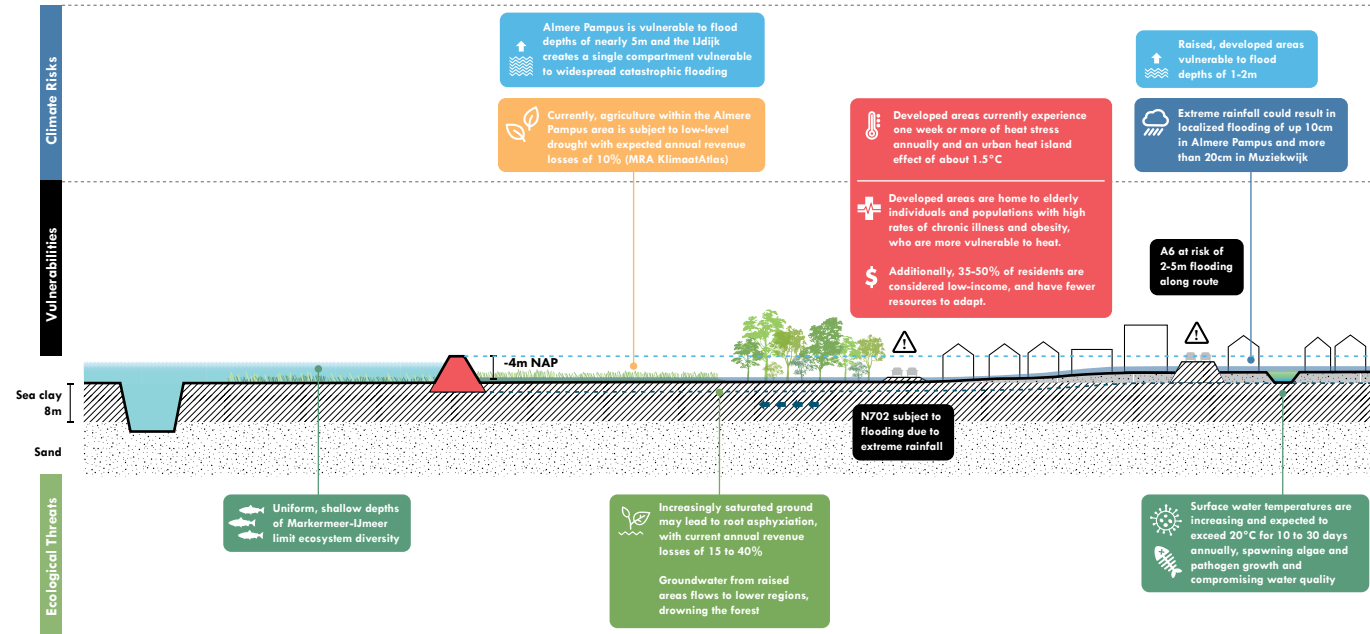 Climate Risks
Almere Pampus is vulnerable to flood
depths of nearly 5m and the IJdijk
creates a single compartment vulnerable
to widespread catastrophic flooding
Raised, developed areas
vulnerable to flood
depths of 1-2m
Currently, agriculture within the Almere
Pampus area is subject to low-level
drought with expected annual revenue
losses of 10% (MRA KlimaatAtlas)
Developed areas currently experience
one week or more of heat stress
annually and an urban heat island
effect of about 1.5°C
Extreme rainfall could result in
localized flooding of up 10cm
in Almere Pampus and more
than 20cm in Muziekwijk
Vulnerabilities
Developed areas are home to elderly
individuals and populations with high
rates of chronic illness and obesity,
who are more vulnerable to heat.
$
Additionally, 35-50% of residents are
considered low-income, and have fewer
resources to adapt.
A6 at risk of
2-5m flooding
along route
-4m NAP
Sea clay
8m
N702 subject to
flooding due to
extreme rainfall
Sand
Ecological Threats
Uniform, shallow depths
of Markermeer-IJmeer
limit ecosystem diversity
Increasingly saturated ground
may lead to root asphyxiation,
with current annual revenue
losses of 15 to 40%
Groundwater from raised
areas flows to lower regions,
drowning the forest
Surface water temperatures are
increasing and expected to
exceed 20°C for 10 to 30 days
annually, spawning algae and
pathogen growth and
compromising water quality